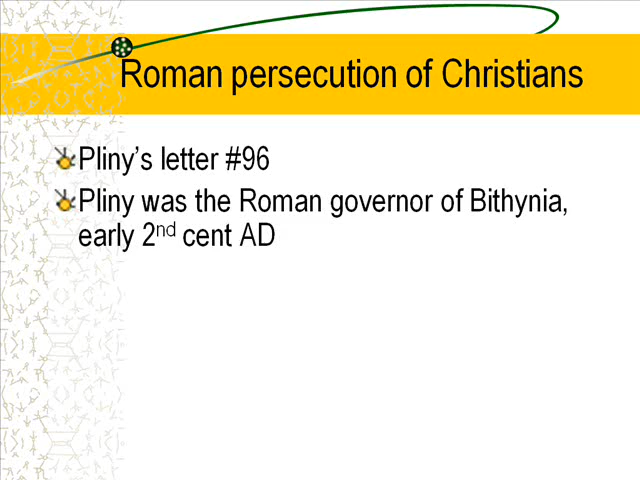 Roman persecution of Christians
Pliny's letter #96
Pliny was the Roman governor of Bithynia,
early 2nd cent AD